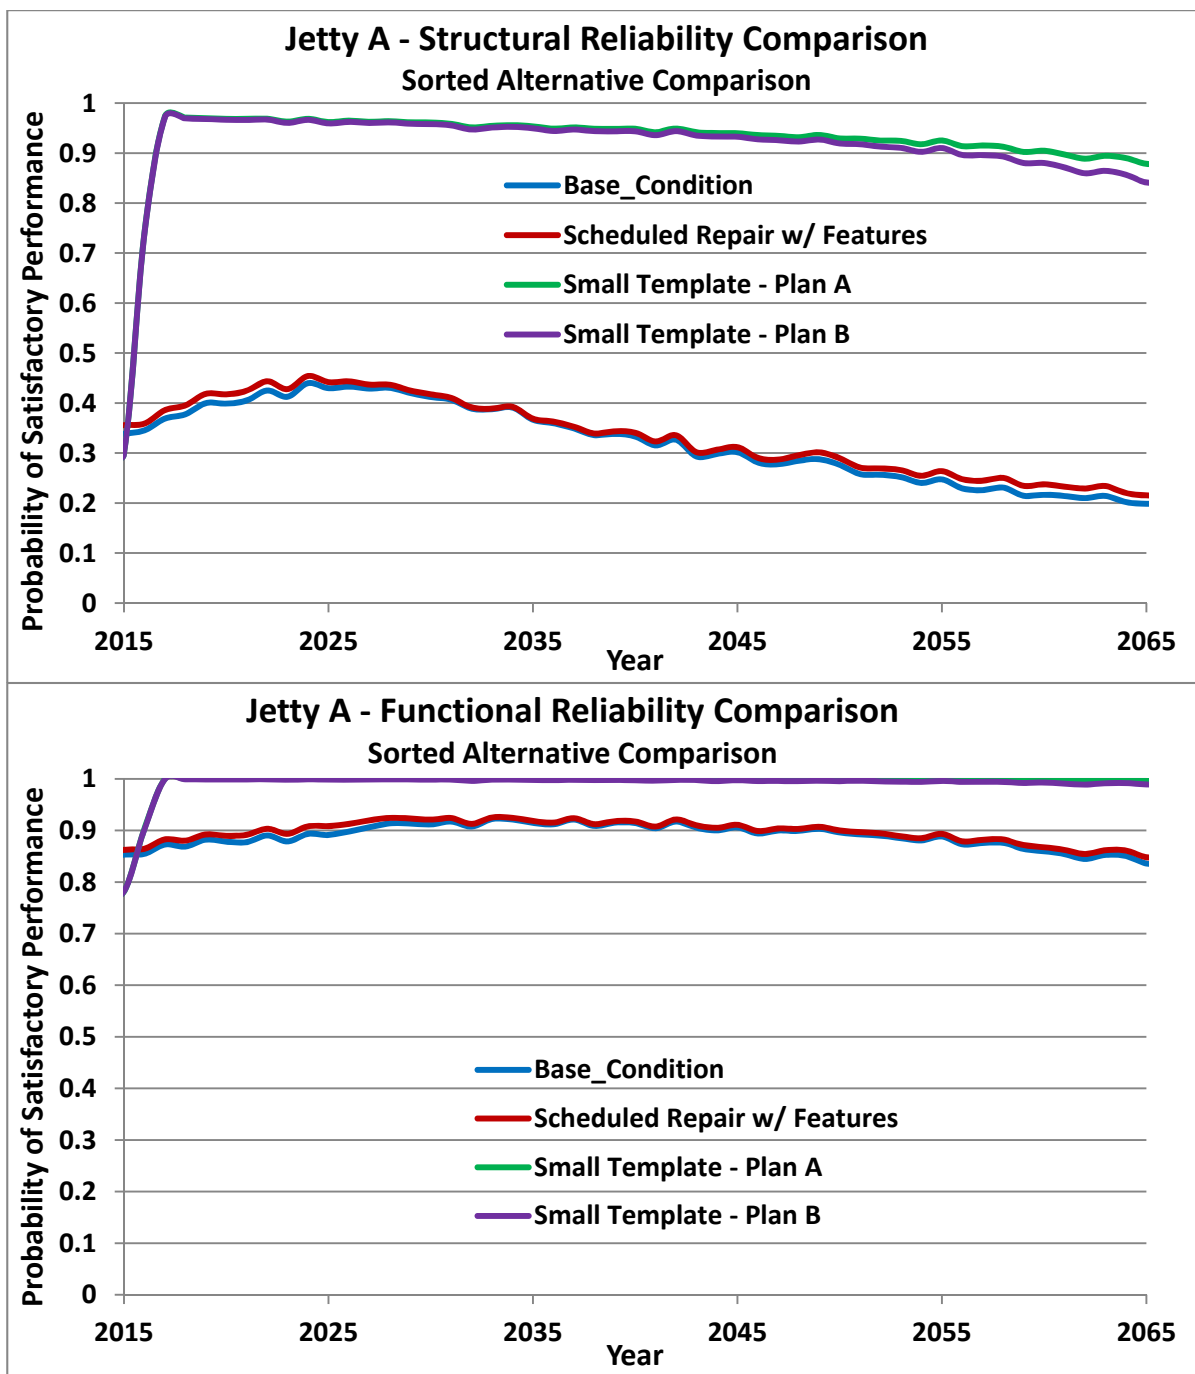 Jetty A - Structural Reliability Comparison
Sorted Alternative Comparison
Probability of Satisfactory Performance
1
0.9
0.8
0.7
0.6
0.5
0.4
0.3
0.2
0.1
0
Base_Condition
Scheduled Repair w/ Features
Small Template - Plan A
Small Template - Plan B
2015 2025 2035 2045 2055 2065
Year
Jetty A - Functional Reliability Comparison
Sorted Alternative Comparison
Probability of Satisfactory Performance
1
0.9
0.8
0.7
0.6
0.5
0.4
0.3
0.2
0.1
0
Base_Condition
Scheduled Repair w/ Features
Small Template - Plan A
Small Template - Plan B
2015 2025 2035 2045 2055 2065
Year